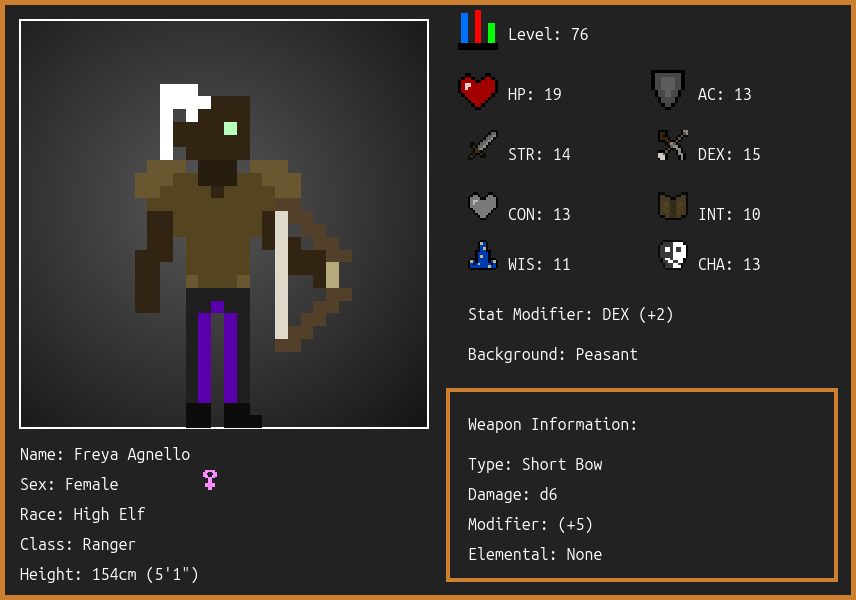 Level: 76
HP: 19
AC: 13
STR: 14
DEX: 15
CON: 13
INT: 10
WIS: 11
CHA: 13
Stat Modifier: DEX (+2)
Background: Peasant
Weapon Information:
Type: Short Bow
Damage: d6
Modifier: (+5)
Elemental: None
Name: Freya Agnello
Sex: Female
Race: High Elf
Class: Ranger
Height: 154cm (5'1")